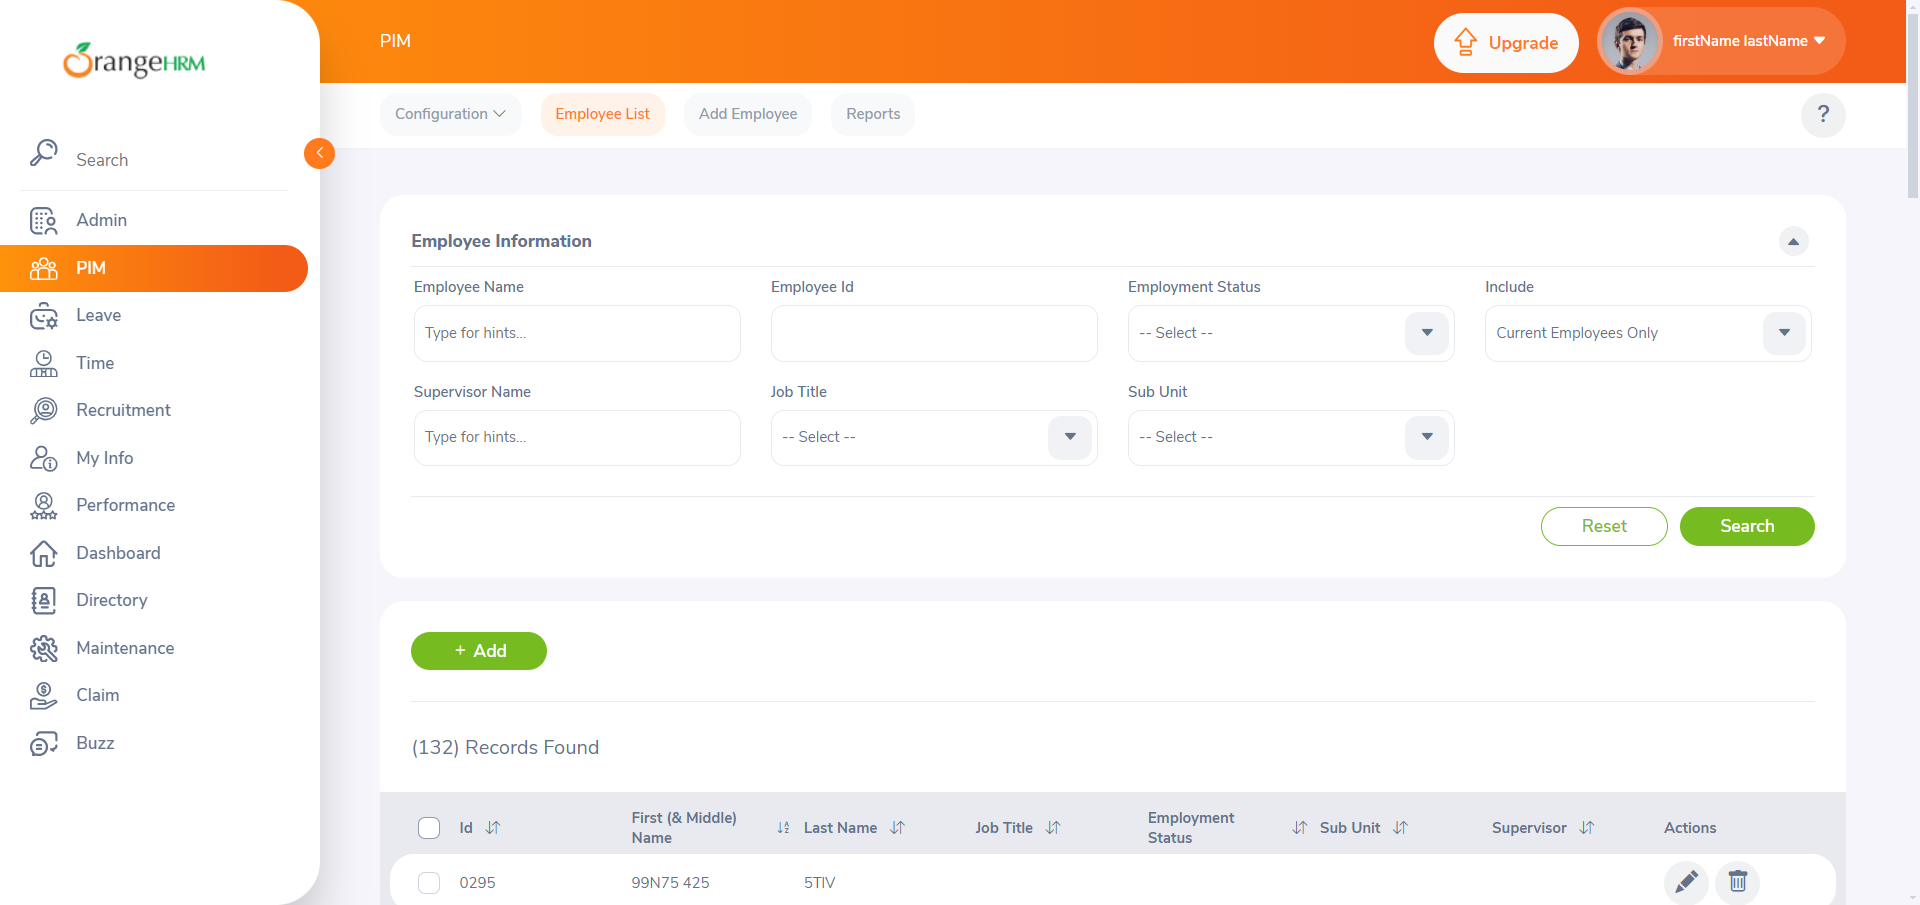 OrangeHRM
PIM
Upgrade
firstName lastName
Configuration
Employee List
Add Employee
Reports
?
Search
Admin
PIM
Leave
Time
Recruitment
My Info
Performance
Dashboard
Directory
Maintenance
Claim
Buzz
Employee Information
Employee Name
Employee Id
Employment Status
Include
Type for hints...
-- Select --
Current Employees Only
Supervisor Name
Job Title
Sub Unit
Type for hints...
-- Select --
-- Select --
Reset
Search
+ Add
(132) Records Found
Id
First (& Middle)
Name
Last Name
Job Title
Employment
Status
Sub Unit
Supervisor
Actions
0295
99N75 425
5TIV